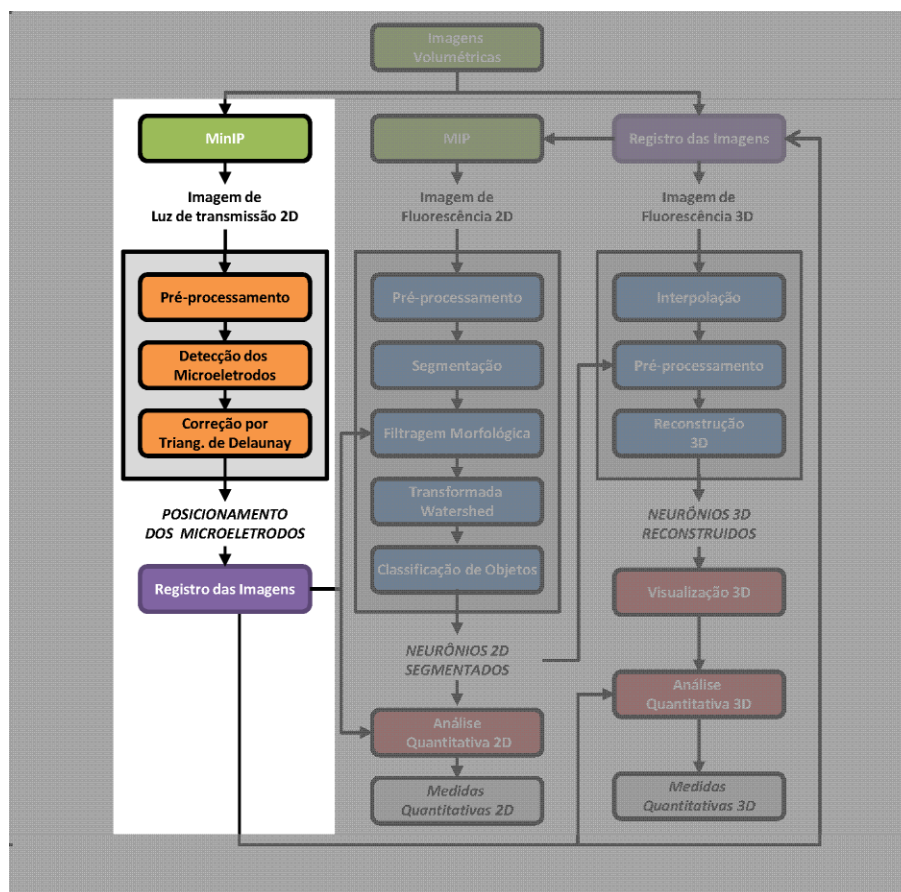 Imagens
Volumétricas
MinIP
Imagem de
Luz de transmissão 2D
Pré-processamento
Detecção dos
Microeletrodos
Correção por
Triang. de Delaunay
POSICIONAMENTO
DOS MICROELETRODOS
Registro das Imagens
MIP
Imagem de
Fluorescência 2D
Pré-processamento
Segmentação
Filtragem Morfológica
Transformada
Watershed
Classificação de Objetos
NEURÔNIOS 2D
SEGMENTADOS
Análise
Quantitativa 2D
Medidas
Quantitativas 2D
Registro das Imagens
Imagem de
Fluorescência 3D
Interpolação
Pré-processamento
Reconstrução
3D
NEURÔNIOS 3D
RECONSTRUIDOS
Visualização 3D
Análise
Quantitativa 3D
Medidas
Quantitativas 3D